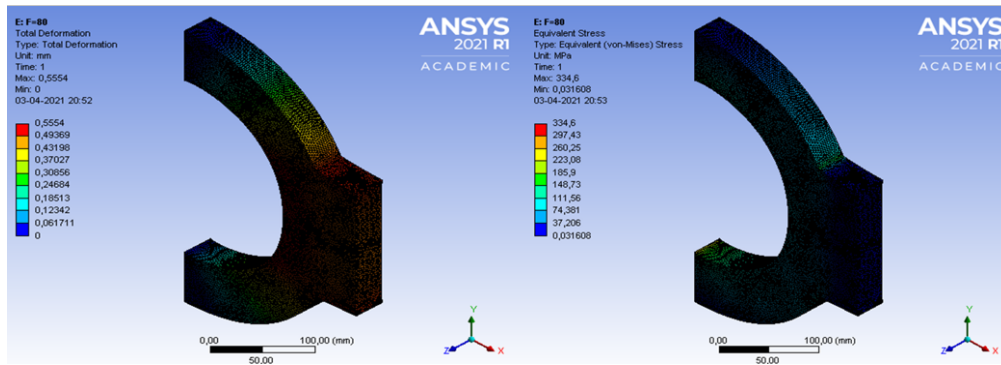 E: F=80
Total Deformation
Type: Total Deformation
Unit: mm
Time: 1
Max: 0,5554
Min: 0
03-04-2021 20:52
0,5554
0,49369
0,43198
0,37027
0,30856
0,24684
0,18513
0,12342
0,061711
0
ANSYS
2021 R1
ACADEMIC
0,00
100,00 (mm)
50.00
Y
Z
X
E: F=80
Equivalent Stress
Type: Equivalent (von-Mises) Stress
Unit: MPa
Time: 1
Max: 334,6
Min: 0,031608
03-04-2021 20:53
334,6
297,43
260,25
223,08
185,9
148,73
111,56
74,381
37,206
0,031608
ANSYS
2021 R1
ACADEMIC
0,00
100,00 (mm)
50.00
Y
Z
X